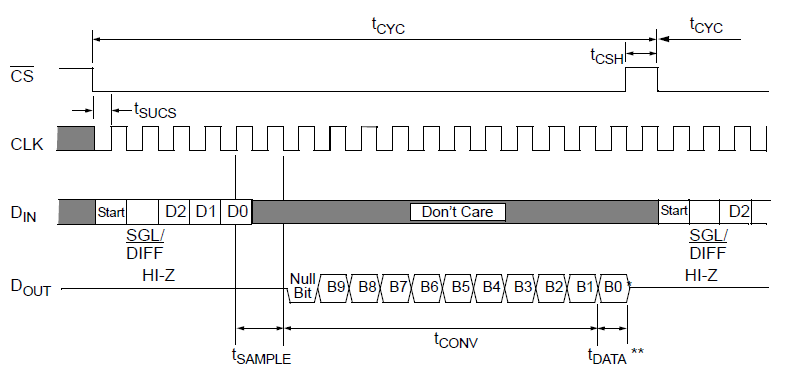 tCYC tCYC
tCSH
CS
tSUCS
CLK
DIN Start D2 D1 D0 Don't Care Start D2
SGL/ SGL/
DIFF DIFF
HI-Z HI-Z
DOUT Null Bit B9 B8 B7 B6 B5 B4 B3 B2 B1 B0 *
tSAMPLE tCONV tDATA **